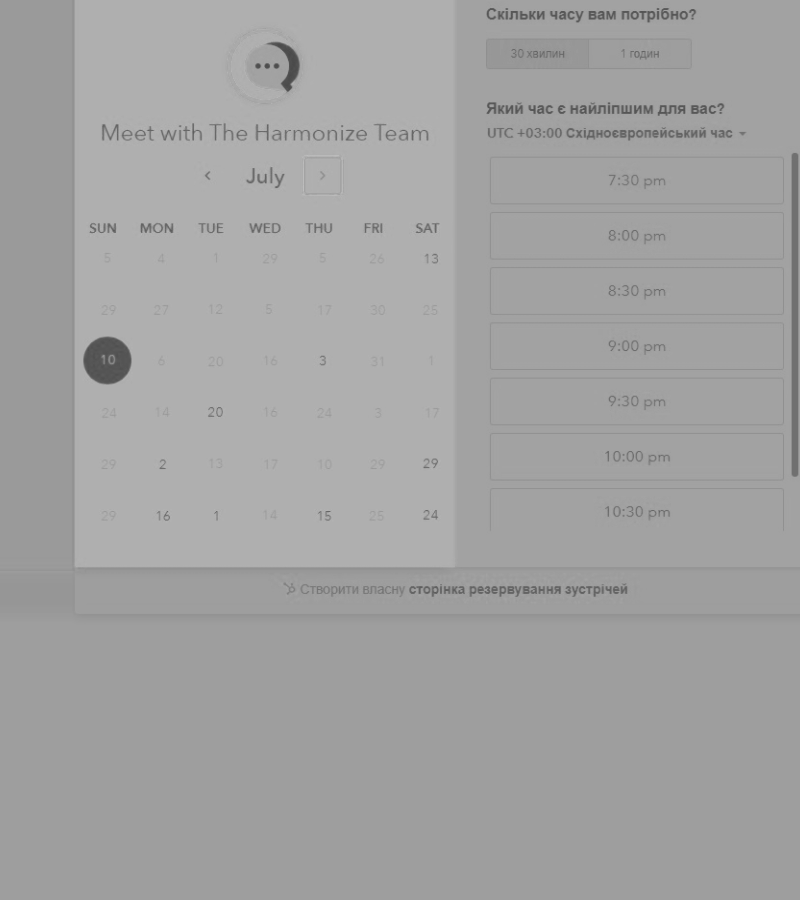 Meet with The Harmonize Team
July
SUN MON TUE WED THU FRI SAT
5 4 1 29 5 26 13
29 27 12 5 17 30 25
10 6 20 16 3 31 1
24 14 20 16 24 3 17
29 2 13 17 10 29 29
29 16 1 14 15 25 24
Скільки часу вам потрібно?
30 хвилин 1 годин
Який час є найліпшим для вас?
UTC +03:00 Східноєвропейський час
7:30 pm
8:00 pm
8:30 pm
9:00 pm
9:30 pm
10:00 pm
10:30 pm
Створити власну сторінка резервування зустрічей